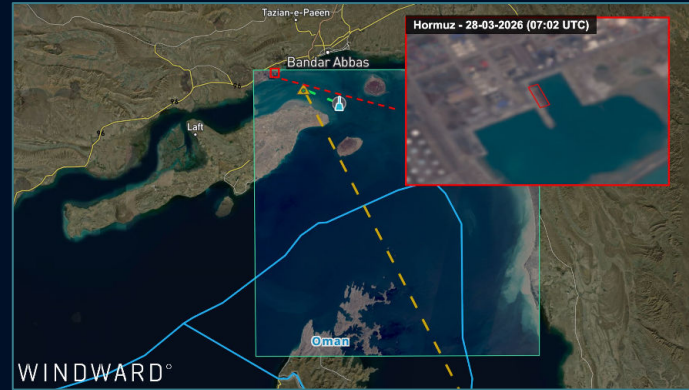 Tazian-e-Paeen
Hormuz - 28-03-2026 (07:02 UTC)
Bandar Abbas
Laft
Oman
WINDWARD